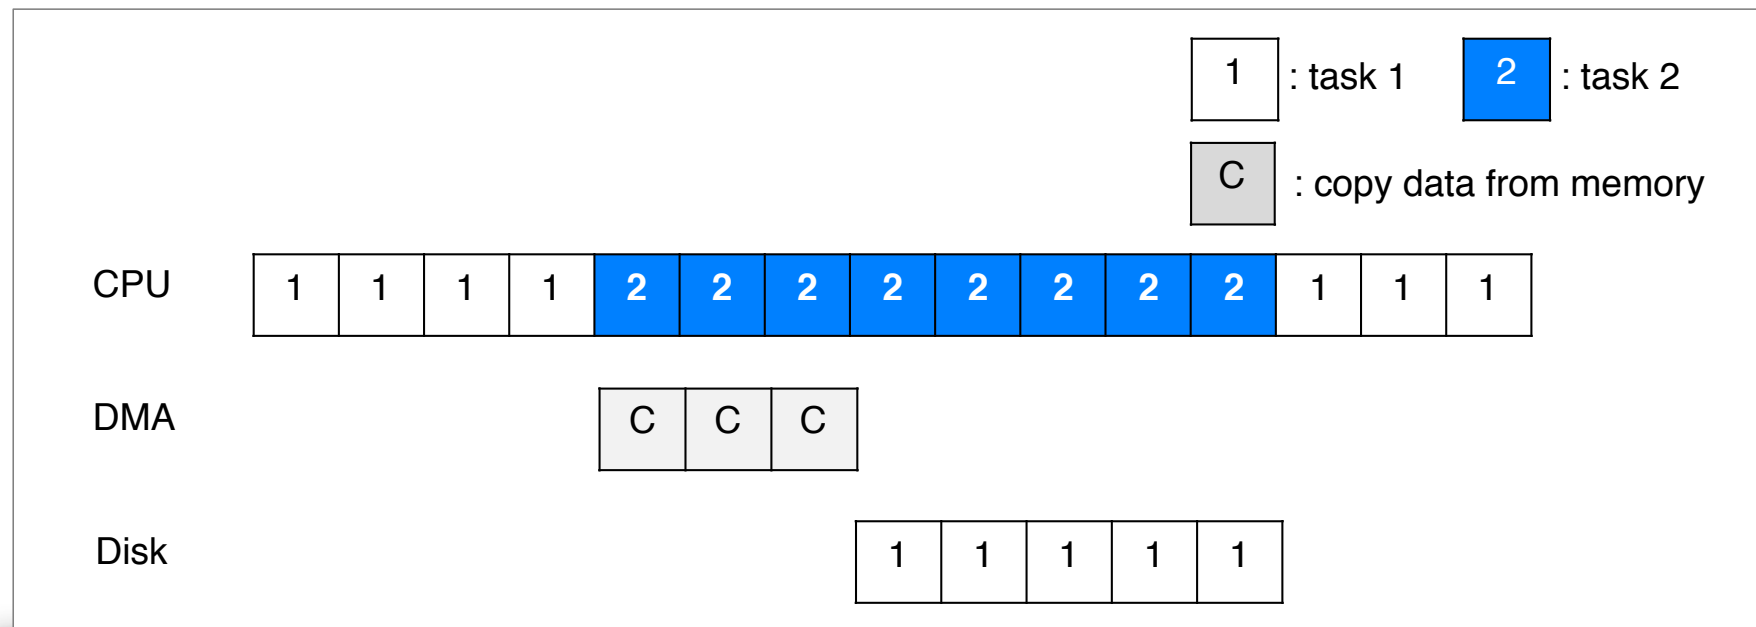 1 : task 1 2 : task 2
C : copy data from memory
CPU 1 1 1 1 2 2 2 2 2 2 2 2 1 1 1
DMA C C C
Disk 1 1 1 1 1